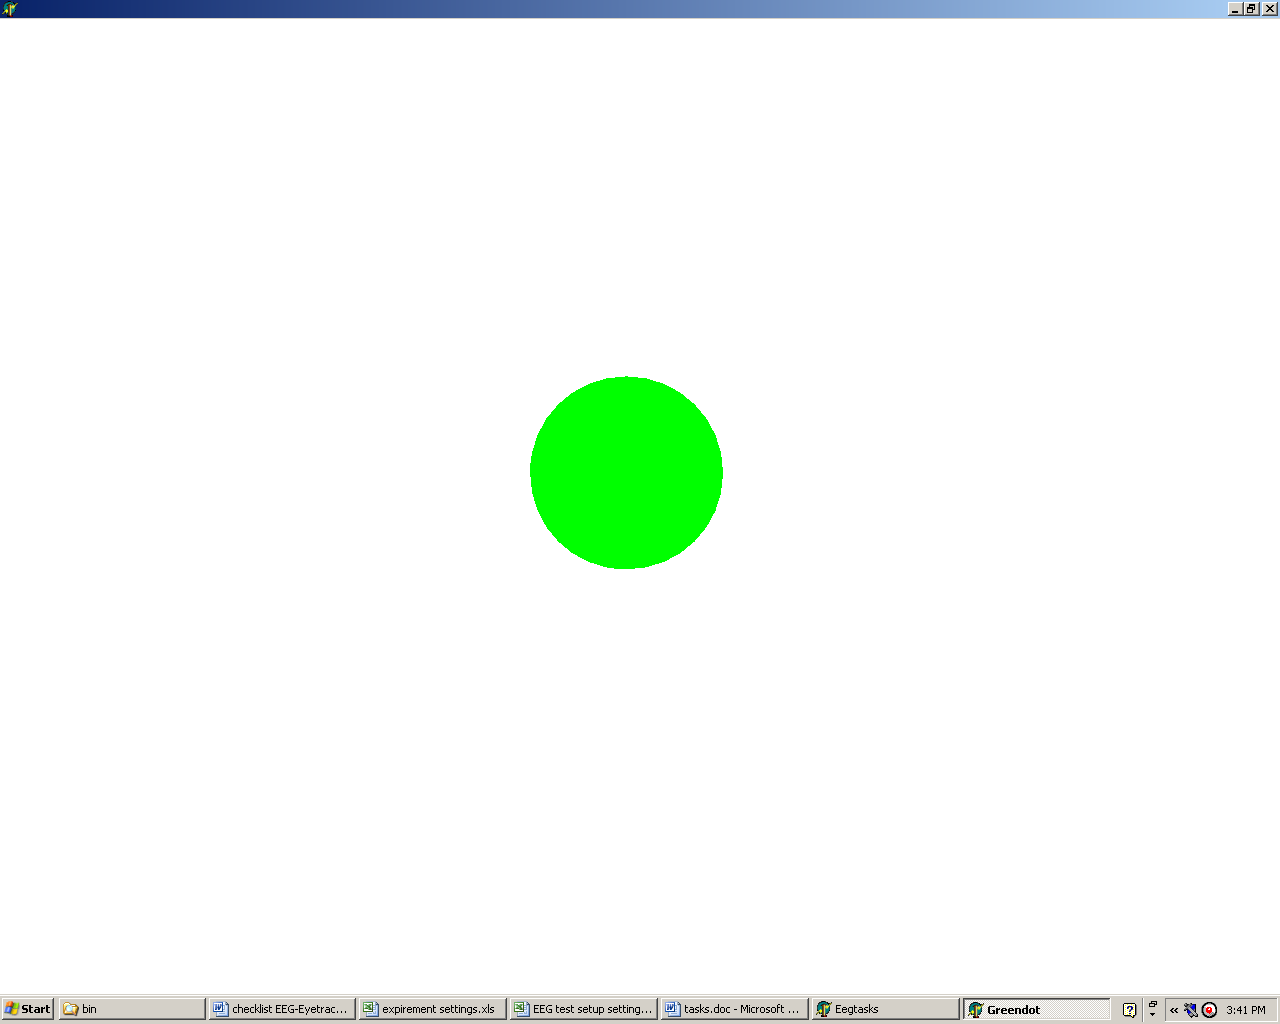 Start
bin
checklist EEG-Eyetrac...
expirement settings.xls
EEG test setup setting...
tasks.doc - Microsoft ...
Eegtasks
Greendot
3:41 PM